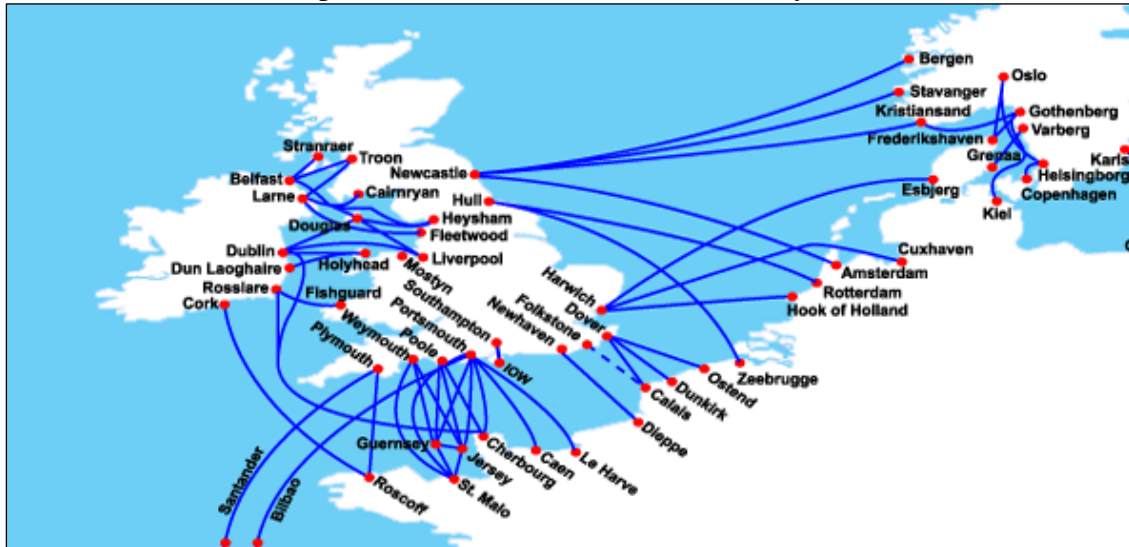 Bergen
Oslo
Stavanger
Kristiansand
Gothenberg
Frederikshaven
Varberg
Stranraer
Troon
Grenaa
Karls
Newcastle
Helsingborg
Belfast
Cairnryan
Esbjerg
Copenhagen
Larne
Hull
Kiel
Heysham
Douglas
Fleetwood
Dublin
Cuxhaven
Holyhead
Liverpool
Dun Laoghaire
Mostyn
Amsterdam
Rosslare
Harwich
Rotterdam
Fishguard
Southampton
Dover
Hook of Holland
Cork
Folkstone
Portsmouth
Newhaven
Weymouth
Poole
Plymouth
IOW
Zeebrugge
Ostend
Dunkirk
Calais
Dieppe
Guernsey
Jersey
Cherbourg
Caen
Le Harve
Santander
Bilbao
Roscoff
St. Malo